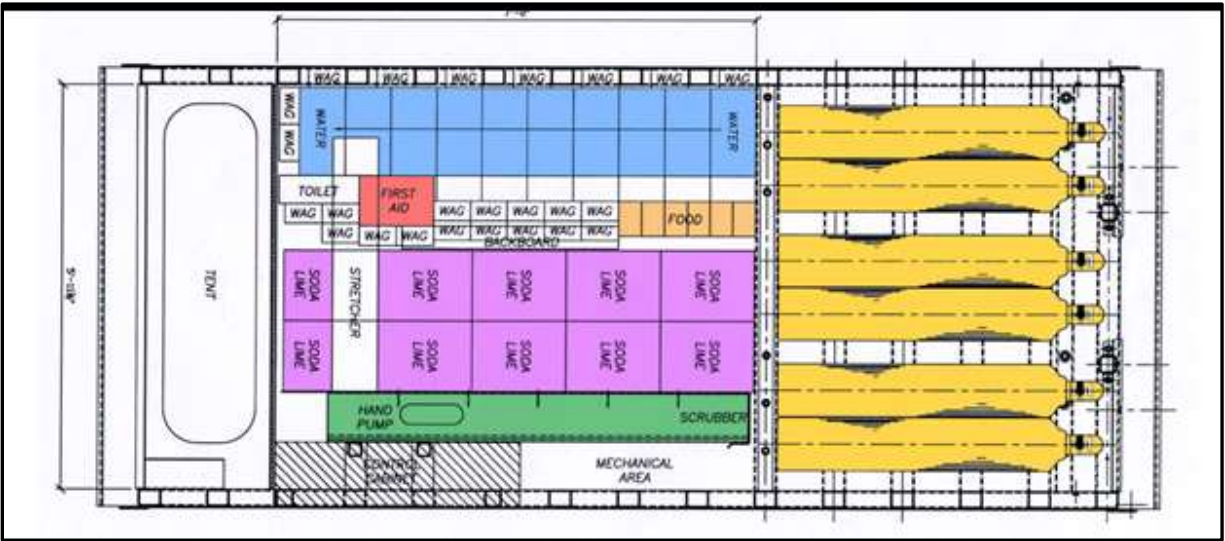 WAG WAG WAG WAG WAG WAG WAG
WAG
WAG
WATER
WATER
TOILET
FIRST
AID
WAG WAG
WAG WAG WAG WAG WAG
FOOD
WAG WAG WAG
WAG WAG WAG WAG WAG
BACKBOARD
TENT
STRETCHER
SODA
LIME
SODA
LIME
SODA
LIME
SODA
LIME
SODA
LIME
SODA
LIME
SODA
LIME
SODA
LIME
SODA
LIME
SODA
LIME
HAND
PUMP
SCRUBBER
CONTROL
CABINET
MECHANICAL
AREA